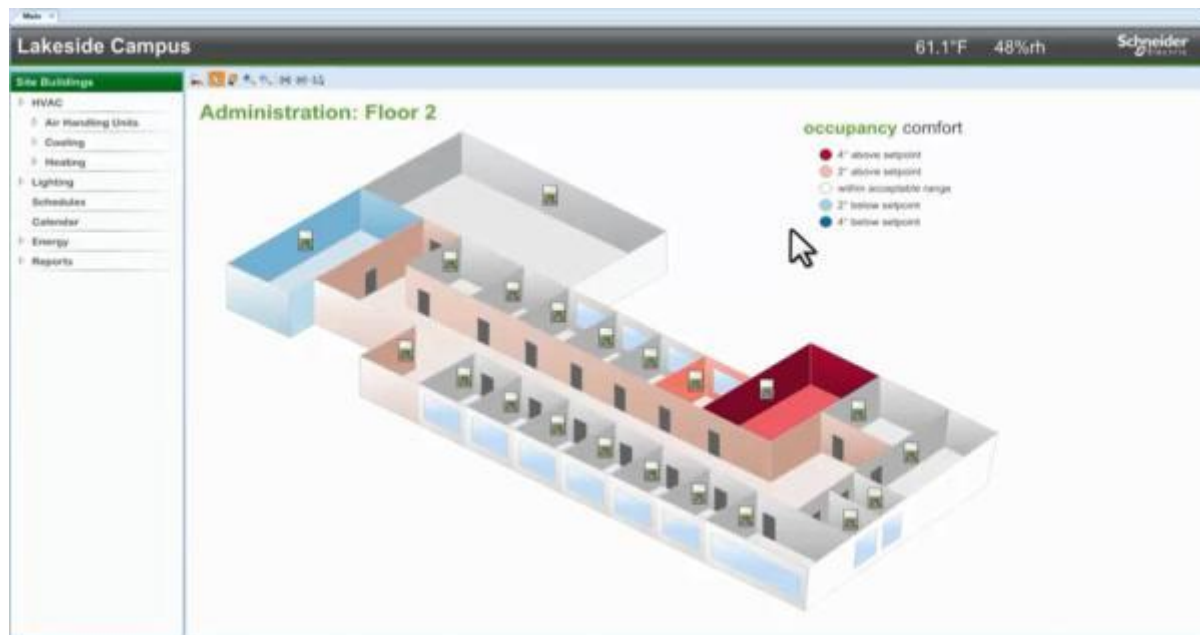 Main
Lakeside Campus
61.1°F 48%rh
Schneider
Electric
Site Buildings
HVAC
Air Handling Units
Cooling
Heating
Lighting
Schedules
Calendar
Energy
Reports
Administration: Floor 2
occupancy comfort
4° above setpoint
2° above setpoint
within acceptable range
2° below setpoint
4° below setpoint